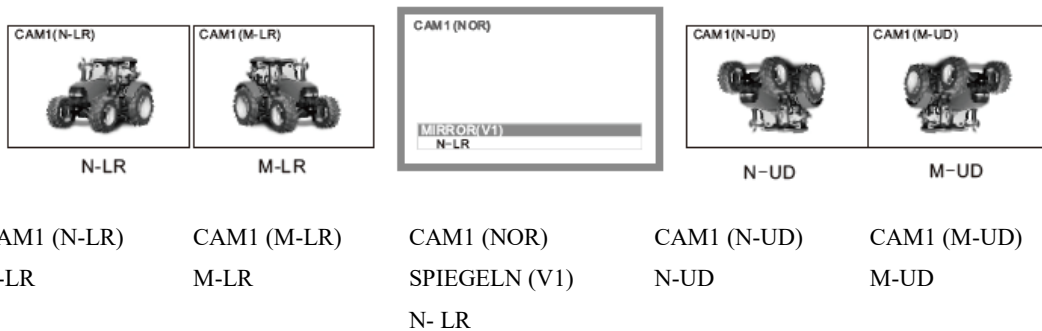 CAM1(N-LR)
CAM1(M-LR)
N-LR
M-LR
CAM1(NOR)
MIRROR(V1)
N-LR
CAM1(N-UD)
CAM1(M-UD)
N-UD
M-UD
AM1 (N-LR)
-LR
CAM1 (M-LR)
M-LR
CAM1 (NOR)
SPIEGELN (V1)
N- LR
CAM1 (N-UD)
N-UD
CAM1 (M-UD)
M-UD